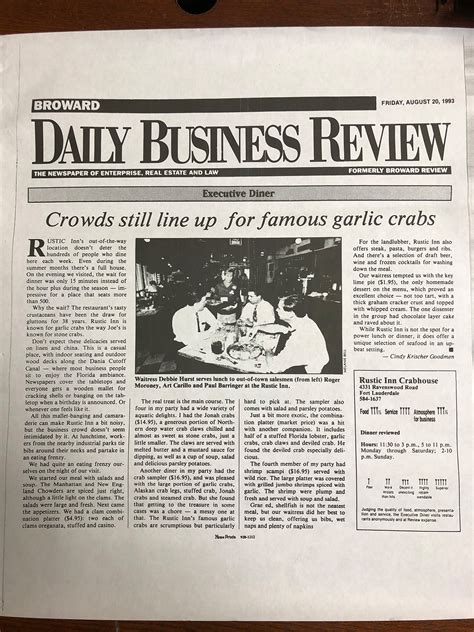 BROWARD
FRIDAY, AUGUST 20, 1993
DAILY BUSINESS REVIEW
THE NEWSPAPER OF ENTERPRISE, REAL ESTATE AND LAW
FORMERLY BROWARD REVIEW
Executive Diner
Crowds still line up for famous garlic crabs
RUSTIC Inn's out-of-the-way
location doesn't deter the
hundreds of people who dine
here each week. Even during the
summer months there's a full house.
On the evening we visited, the wait for
dinner was only 15 minutes instead of
the hour plus during the season — im-
pressive for a place that seats more
than 500.
Why the wait? The restaurant's tasty
crustaceans have been the draw for
gluttons for 38 years. Rustic Inn is
known for garlic crabs the way Joe's is
known for stone crabs.
Don't expect these delicacies served
on linen and china. This is a casual
place, with indoor seating and outdoor
wood decks along the Dania Cutoff
Canal — where most business people
sit to enjoy the Florida ambience.
Newspapers cover the tabletops and
everyone gets a wooden mallet for
cracking shells or banging on the tab-
letop when a birthday is announced. Or
whenever one feels like it.
All this mallet-banging and camara-
derie can make Rustic Inn a bit noisy,
but the business crowd doesn't seem
intimidated by it. At lunchtime, work-
ers from the trade businesses tie bibs
around their necks and partake in
an eating frenzy.
We had quite an eating frenzy our-
selves on the night of our visit.
We started our meal with salads and
soup. The Manhattan and New Eng-
land Chowders are spiced just right,
although a little light on the clams. The
salads were large and fresh. Next came
the appetizers. We had a clam combi-
nation platter ($4.95): two each of
clams oreganata, stuffed and casino.
Waitress Debbie Hurst serves lunch to out-of-town salesmen (from left) Roger
Moroney, Art Carillo and Paul Barringer at the Rustic Inn.
The real treat is the main course. The
four in my party had a wide variety of
aquatic delights. I had the Jonah crabs
($14.95), a generous portion of North-
ern deep water crab claws chilled and
almost as sweet as stone crabs, just a
little smaller. The crabs are served with
melted butter and a mustard sauce for
dipping. The meal came with a cup of
soup, and delicious parsley potatoes.
Another diner in my party had the
crab sampler ($16.95), and was pleased
with the large portion of garlic crabs,
Alaskan crab legs, stuffed crab, Jonah
crabs and She crabs. But she found
that getting to the treasure in some
cases was a chore — a messy one at
that. The Rustic Inn's famous garlic
crabs are scrumptious but particularly
hard to pick at. The sampler also
comes with salad and parsley potatoes.
Just a bit more exotic, the combina-
tion platter (market price) was a hit
with another diner in our party. One
half of a stuffed Florida lobster, garlic
crabs, crab claws and deviled crab
were all part of this one delight. He
found the deviled crab especially deli-
cious.
The fourth member of my party had
shrimp scampi ($16.95) and steamed
wild rice. The large platter was covered
with grilled jumbo shrimps spiced with
herbs and dripping with butter and
garlic.
Granted, shellfish is not the neatest
meal, but our waitress did her best to
keep us clean, offering us bibs, wet
naps and plenty of napkins
For the landlubber, Rustic Inn also
offers steak, pasta, burgers and ribs.
And there's a selection of draft beer,
wine and frozen cocktails for washing
down the meal.
Our waitress tempted us with the key
lime pie ($1.95), the only homemade
dessert on the menu, which proved an
excellent choice — not too tart, with a
thick graham cracker crust and topped
with whipped cream. The one dissenter
in the group had chocolate layer cake
and raved about it.
While Rustic Inn is not the spot for
a power lunch or dinner, it does offer a
unique selection of seafood in an up-
beat setting.
— Cindy Krischer Goodman
Rustic Inn Crabhouse
4331 Ravenswood Road
Fort Lauderdale
584-1637
Food
Service
Atmosphere
for business
Dinner reviewed
Hours: 11:30 to 3 p.m., 5 to 11 p.m.
Monday through Saturday; 2-10
p.m. Sunday.
Judging the quality of food, atmosphere, presen-
tation and service, the Executive Diner visits
restaurants anonymously and at Review expense.